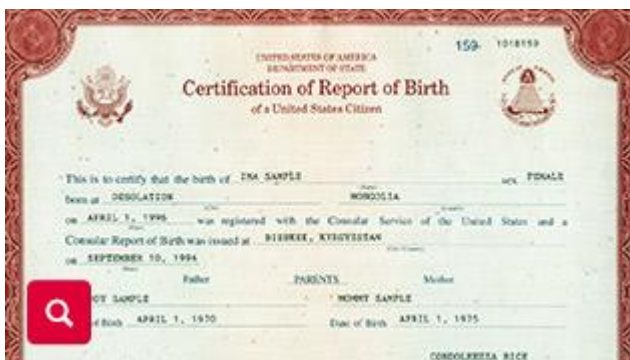 159- 1018159
UNITED STATES OF AMERICA
DEPARTMENT OF STATE
Certification of Report of Birth
of a United States Citizen
This is to certify that the birth of IMA SAMPLE sex FEMALE
born at DESOLATION MONGOLIA
on APRIL 1, 1996 was registered with the Consular Service of the United States and a
Consular Report of Birth was issued at BISHKEK, KYRGYZSTAN
on SEPTEMBER 10, 1996
Father PARENTS Mother
SAMPLE MOMMY SAMPLE
of Birth APRIL 1, 1970 Date of Birth APRIL 1, 1975
CONDOLEEZZA RICE